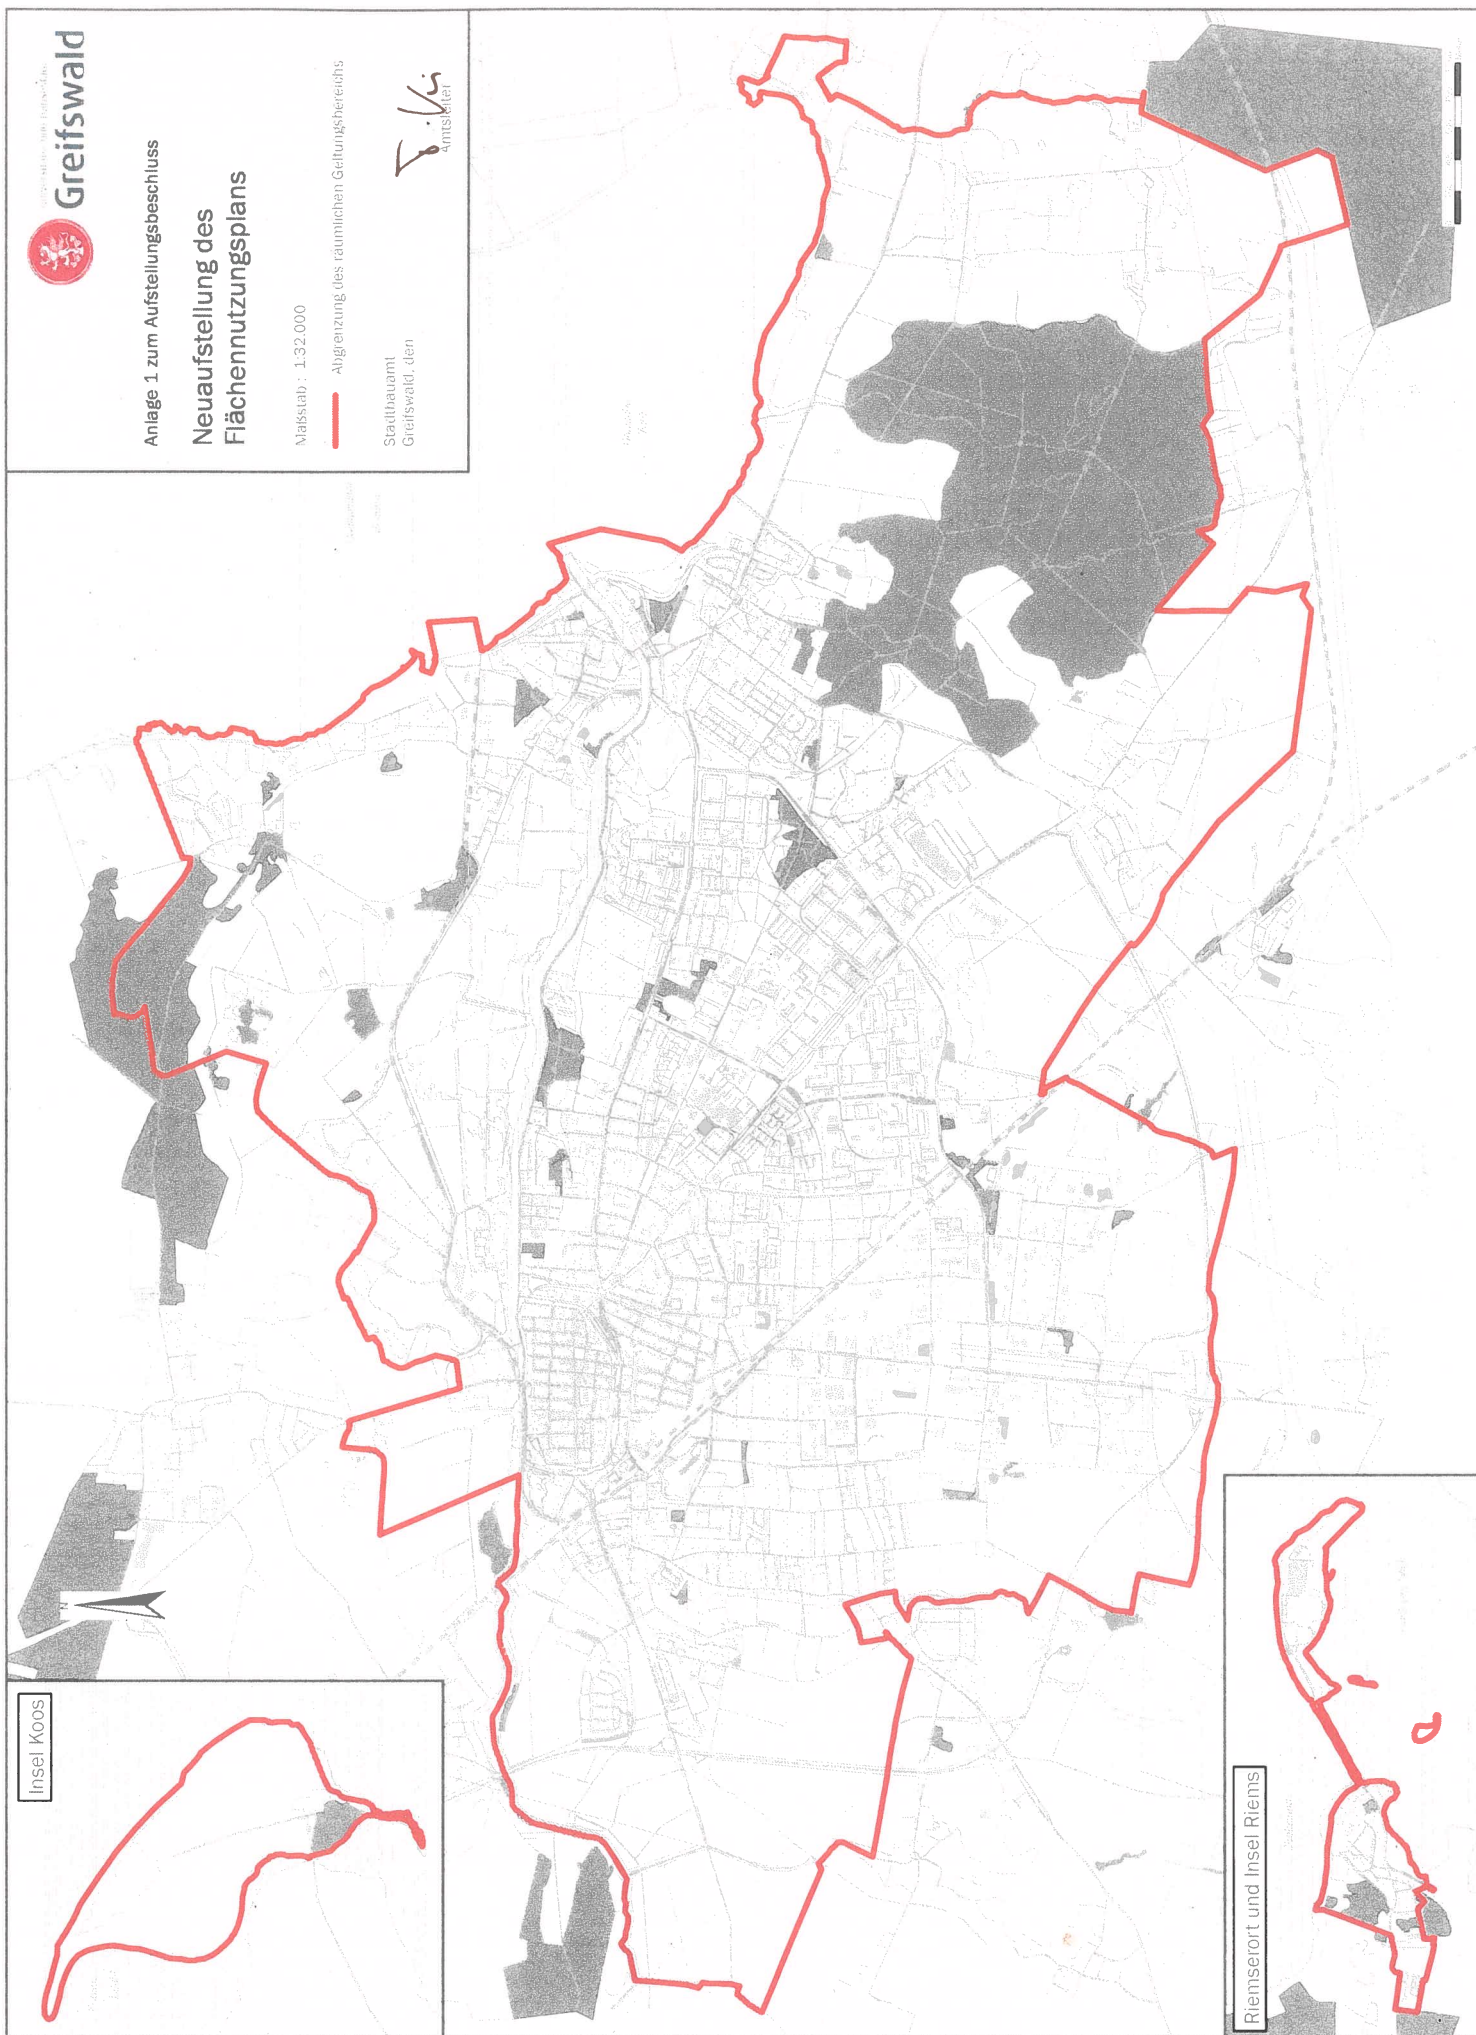 Greifswald
Anlage 1 zum Aufstellungsbeschluss
Neuaufstellung des
Flächennutzungsplans
Maßstab : 1:32.000
Abgrenzung des räumlichen Geltungsbereichs
Stadtbauamt
Greifswald, den
Amtsleiter
Insel Koos
Riemserort und Insel Riems